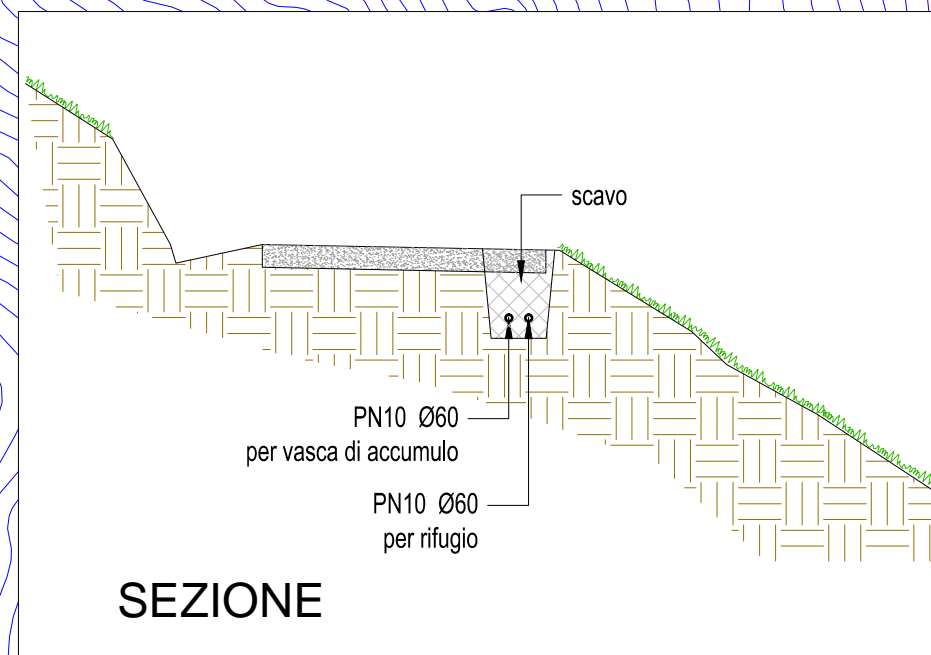 scavo
PN10 Ø60
per vasca di accumulo
PN10 Ø60
per rifugio
SEZIONE